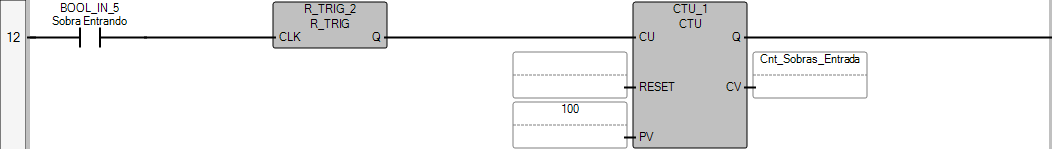 BOOL_IN_5
Sobra Entrando
R_TRIG_2
R_TRIG
CTU_1
CTU
12
CLK Q
CU Q
Cnt_Sobras_Entrada
RESET CV
100
PV